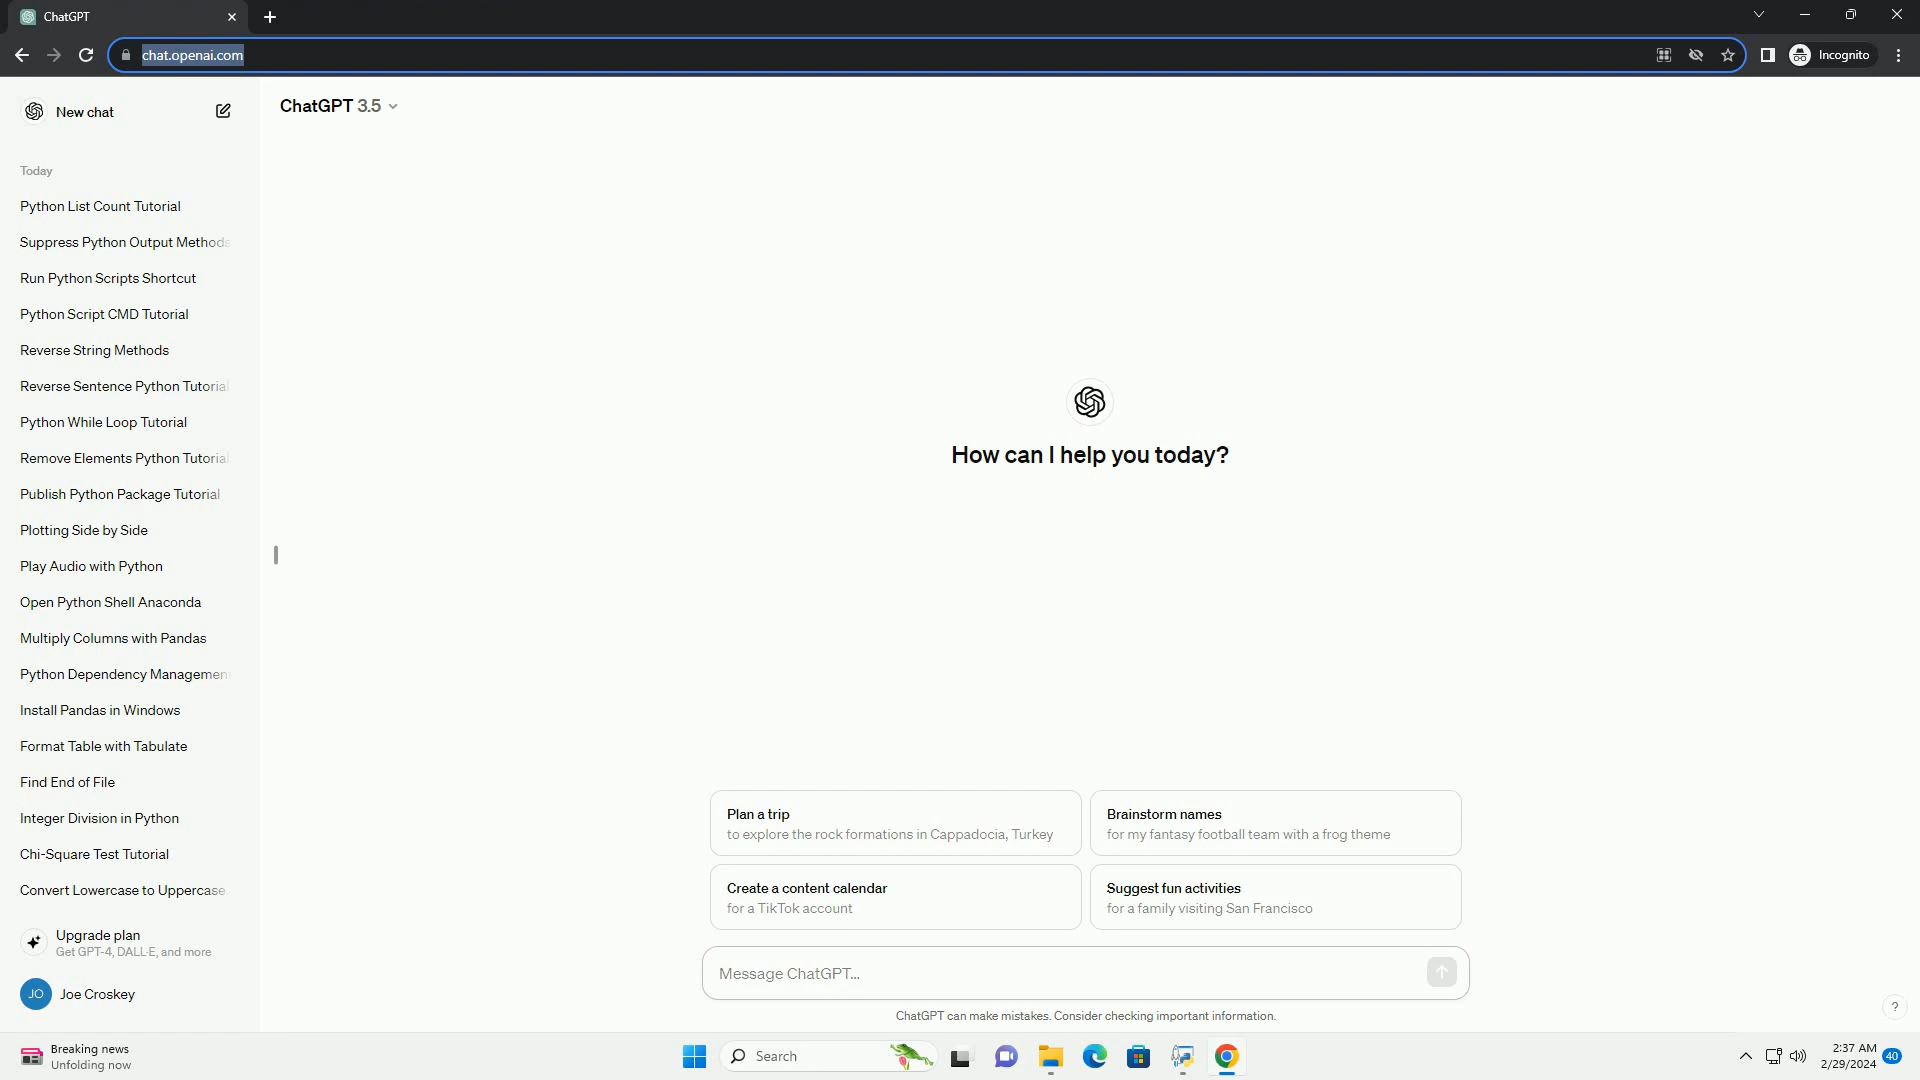 ChatGPT
chat.openai.com
Incognito
New chat
ChatGPT 3.5
Today
Python List Count Tutorial
Suppress Python Output Methods
Run Python Scripts Shortcut
Python Script CMD Tutorial
Reverse String Methods
Reverse Sentence Python Tutorial
Python While Loop Tutorial
Remove Elements Python Tutorial
Publish Python Package Tutorial
Plotting Side by Side
Play Audio with Python
Open Python Shell Anaconda
Multiply Columns with Pandas
Python Dependency Managemen
Install Pandas in Windows
Format Table with Tabulate
Find End of File
Integer Division in Python
Chi-Square Test Tutorial
Convert Lowercase to Uppercase
Upgrade plan
Get GPT-4, DALL·E, and more
JO Joe Croskey
How can I help you today?
Plan a trip
to explore the rock formations in Cappadocia, Turkey
Brainstorm names
for my fantasy football team with a frog theme
Create a content calendar
for a TikTok account
Suggest fun activities
for a family visiting San Francisco
Message ChatGPT...
ChatGPT can make mistakes. Consider checking important information.
?
Breaking news
Unfolding now
Search
2:37 AM
2/29/2024
40